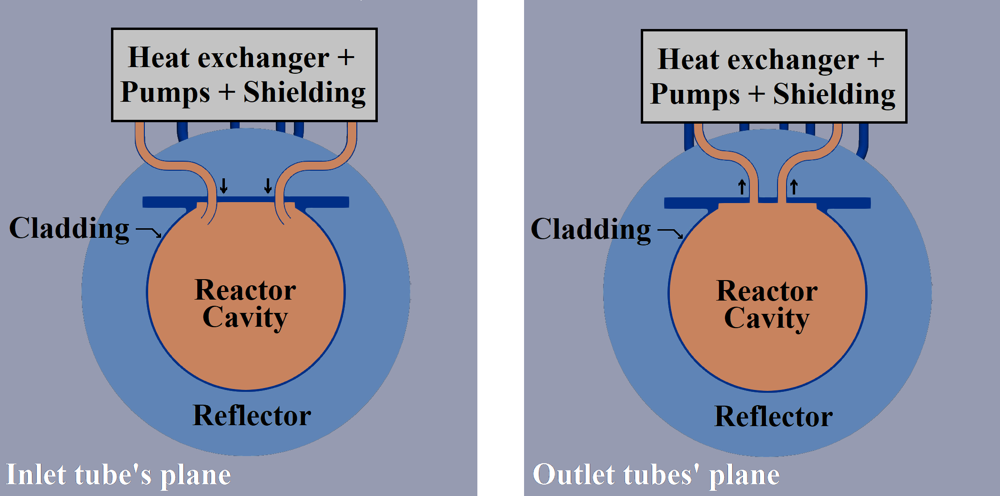 Heat exchanger +
Pumps + Shielding
Cladding
Reactor
Cavity
Reflector
Inlet tube's plane
Heat exchanger +
Pumps + Shielding
Cladding
Reactor
Cavity
Reflector
Outlet tubes' plane